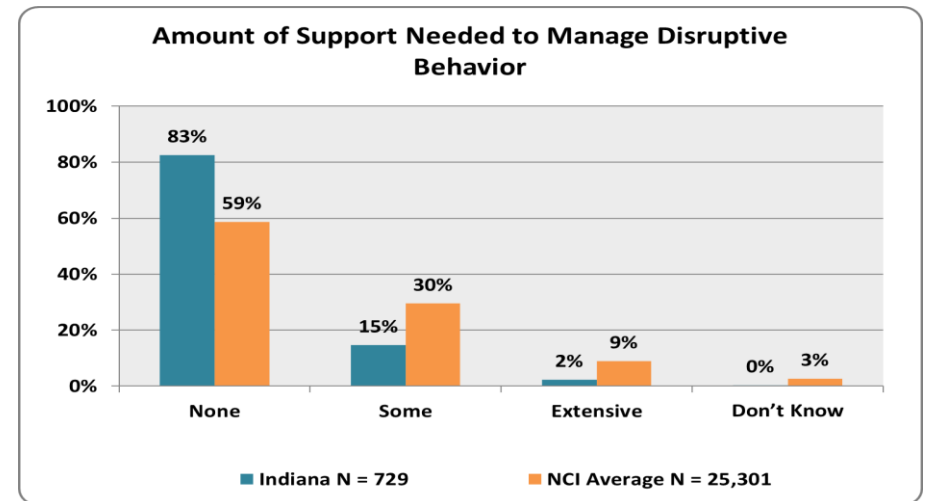 Amount of Support Needed to Manage Disruptive
Behavior
100%
80%
60%
40%
20%
0%
83%
59%
15%
30%
2%
9%
0%
3%
None
Some
Extensive
Don’t Know
Indiana N = 729
NCI Average N = 25,301